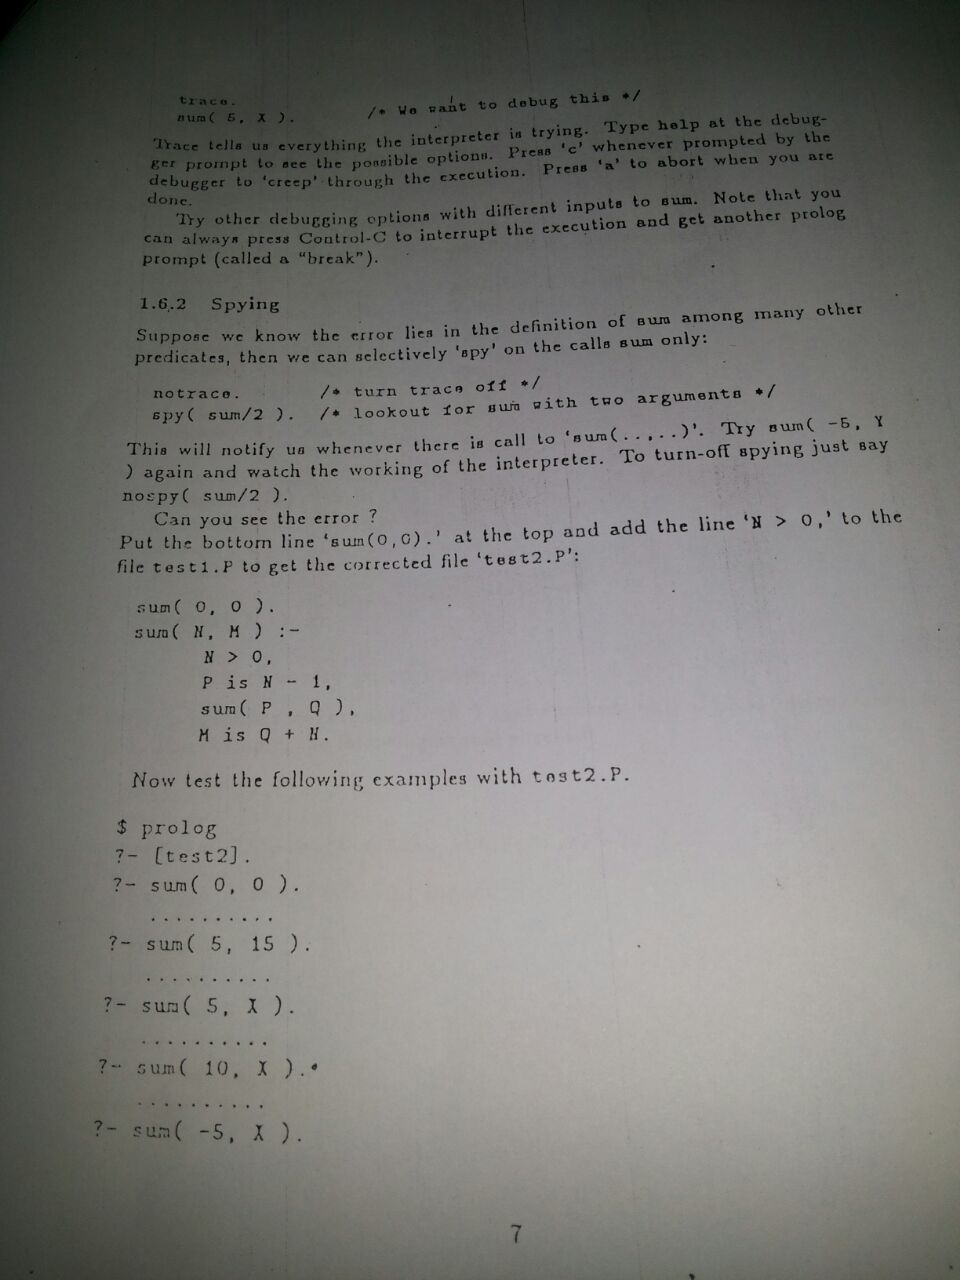 trace.
sum( 5, X ).    /* We want to debug this */
Trace tells us everything the interpreter is trying. Type help at the debug-
ger prompt to see the possible options. Press 'c' whenever prompted by the
debugger to 'creep' through the execution. Press 'a' to abort when you are
done.
Try other debugging options with different inputs to sum. Note that you
can always press Control-C to interrupt the execution and get another prolog
prompt (called a "break").
1.6.2 Spying
Suppose we know the error lies in the definition of sum among many other
predicates, then we can selectively 'spy' on the calls sum only:
notrace.    /* turn trace off */
spy( sum/2 ).    /* lookout for sum with two arguments */
This will notify us whenever there is call to 'sum(..,..)'. Try sum( -5, Y
) again and watch the working of the interpreter. To turn-off spying just say
nospy( sum/2 ).
Can you see the error ?
Put the bottom line 'sum(0,0).' at the top and add the line 'N > 0,' to the
file test1.P to get the corrected file 'test2.P':
sum( 0, 0 ).
sum( N, M ) :-
N > 0,
P is N - 1,
sum( P , Q ),
M is Q + N.
Now test the following examples with test2.P.
$ prolog
?- [test2].
?- sum( 0, 0 ).
..........
?- sum( 5, 15 ).
..........
?- sum( 5, X ).
..........
?- sum( 10, X ).
..........
?- sum( -5, X ).
7